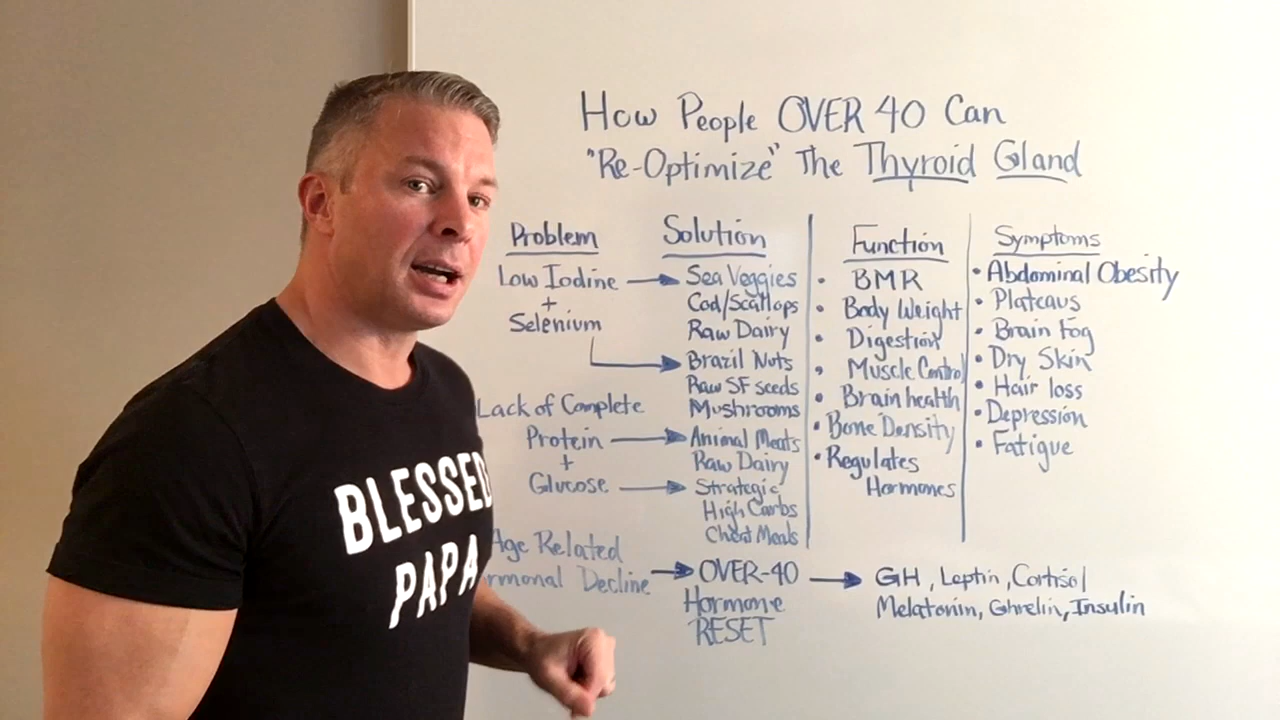 How People OVER 40 Can
"Re-Optimize" The Thyroid Gland
Problem
Low Iodine
+
Selenium
Lack of Complete
Protein
+
Glucose
Age Related
Decline
Solution
Sea Veggies
Cod/Scallops
Raw Dairy
Brazil Nuts
Raw SF seeds
Mushrooms
Animal Meats
Raw Dairy
Strategic
High Carbs
Cheat Meals
OVER-40
Hormone
RESET
Function
• BMR
• Body Weight
• Digestion
• Muscle Control
• Brain health
• Bone Density
• Regulates
Hormones
Symptoms
• Abdominal Obesity
• Plateaus
• Brain Fog
• Dry Skin
• Hair loss
• Depression
• Fatigue
GH, Leptin, Cortisol
Melatonin, Ghrelin, Insulin
BLESSED
PAPA